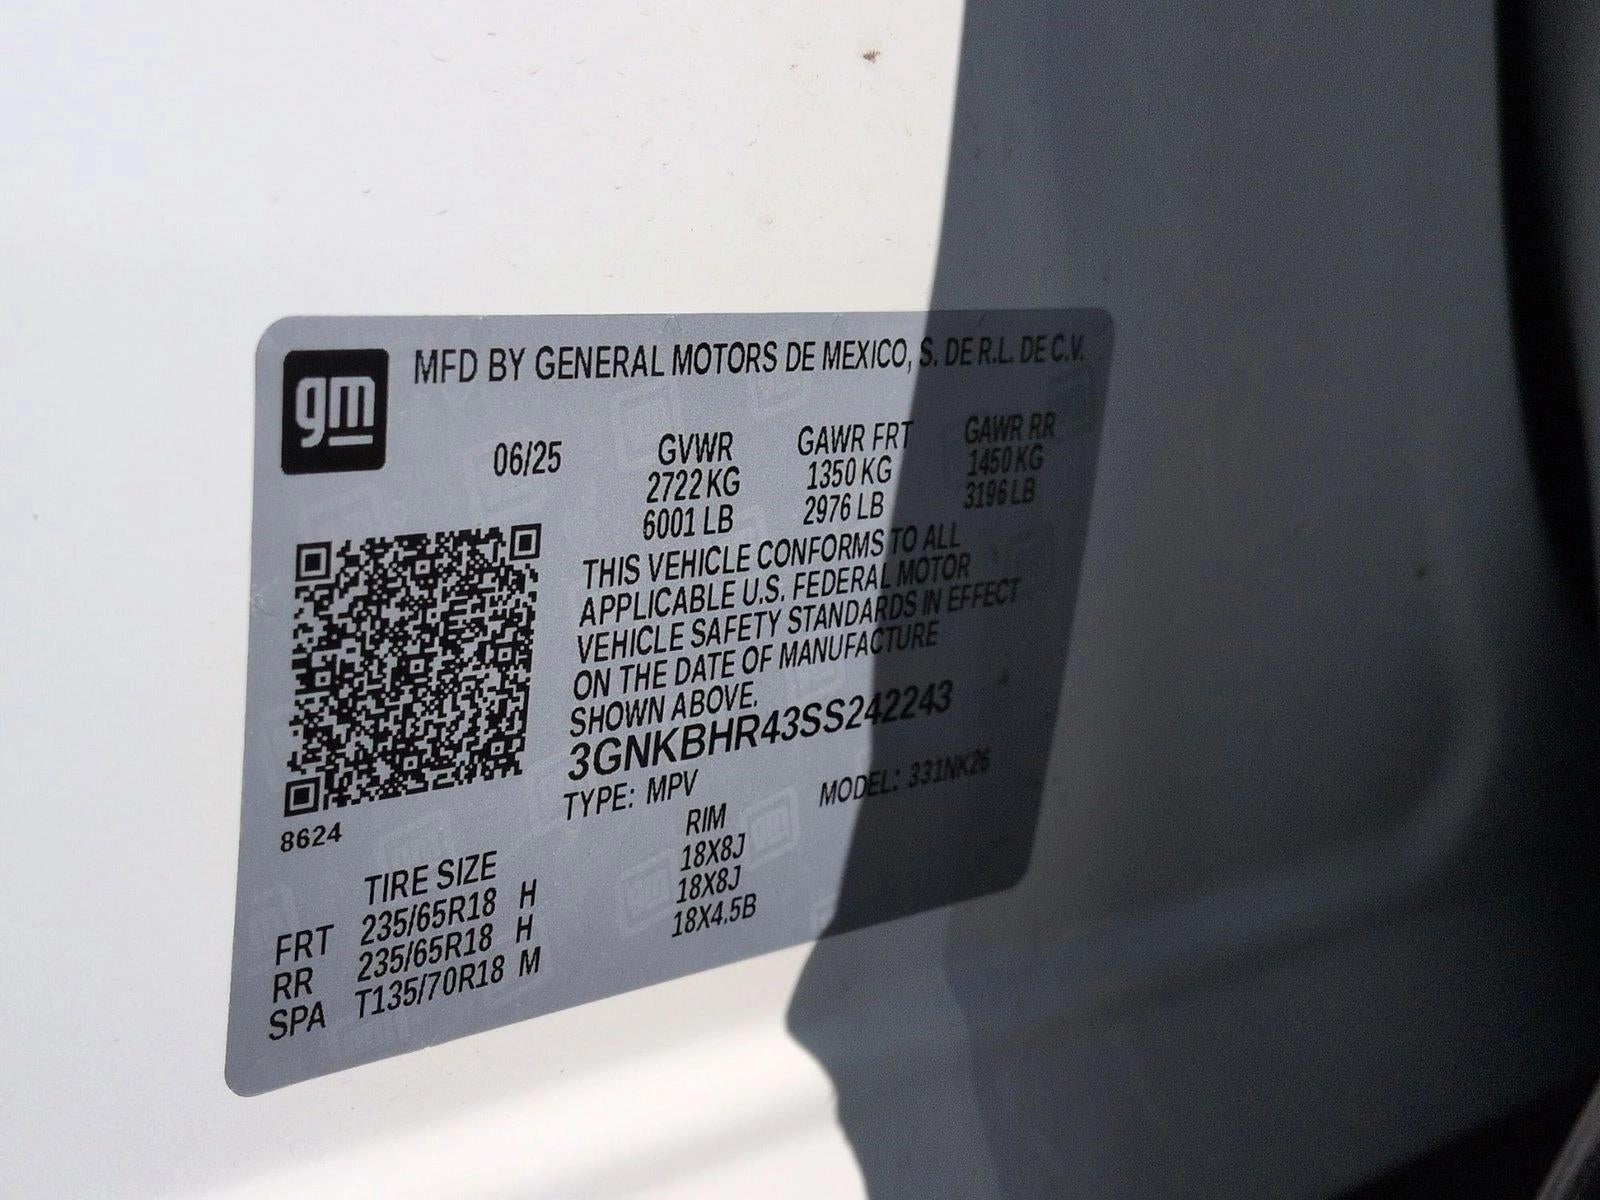 gm MFD BY GENERAL MOTORS DE MEXICO, S. DE R.L. DE C.V.
06/25 GVWR GAWR FRT GAWR RR
2722 KG 1350 KG 1450 KG
6001 LB 2976 LB 3196 LB
THIS VEHICLE CONFORMS TO ALL
APPLICABLE U.S. FEDERAL MOTOR
VEHICLE SAFETY STANDARDS IN EFFECT
ON THE DATE OF MANUFACTURE
SHOWN ABOVE.
3GNKBHR43SS242243
TYPE: MPV MODEL: 331NK26
8624
TIRE SIZE RIM
FRT 235/65R18 H 18X8J
RR 235/65R18 H 18X8J
SPA T135/70R18 M 18X4.5B